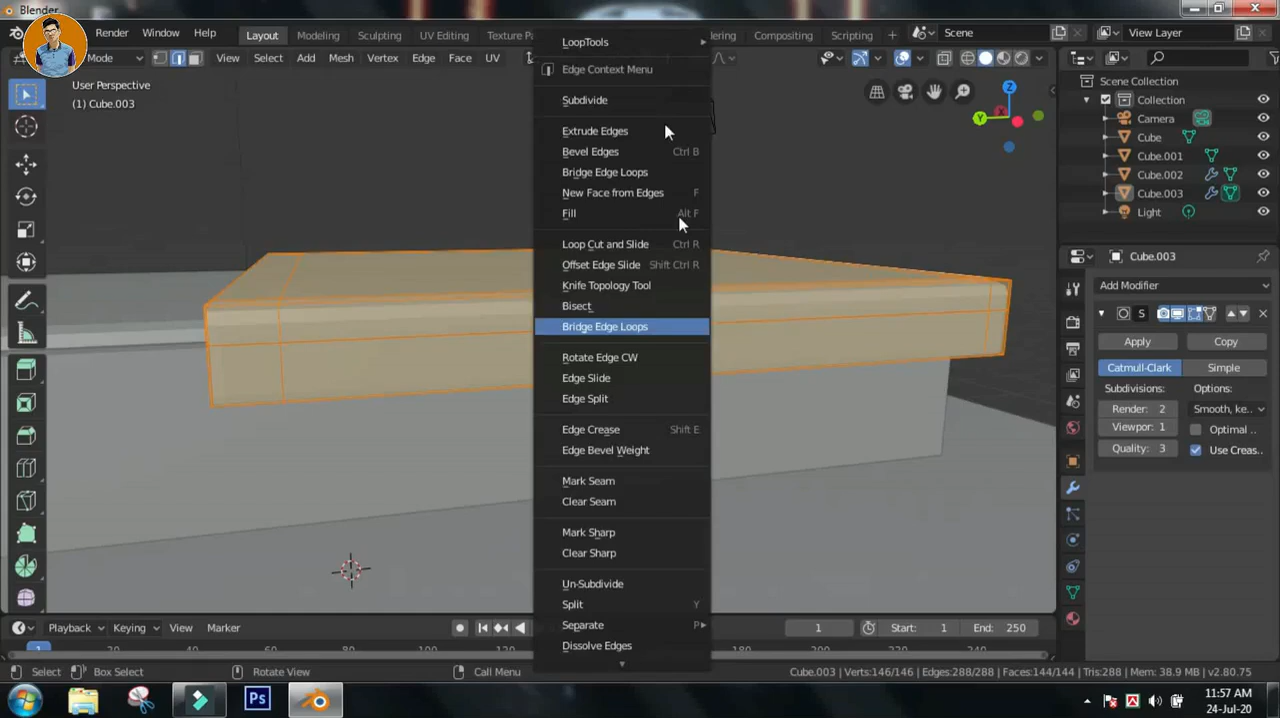 Blender
Render Window Help Layout Modeling Sculpting UV Editing Texture Pa Compositing Scripting + Scene View Layer
Mode View Select Add Mesh Vertex Edge Face UV
User Perspective
(1) Cube.003
LoopTools
Edge Context Menu
Subdivide
Extrude Edges
Bevel Edges Ctrl B
Bridge Edge Loops
New Face from Edges F
Fill Alt F
Loop Cut and Slide Ctrl R
Offset Edge Slide Shift Ctrl R
Knife Topology Tool
Bisect
Bridge Edge Loops
Rotate Edge CW
Edge Slide
Edge Split
Edge Crease Shift E
Edge Bevel Weight
Mark Seam
Clear Seam
Mark Sharp
Clear Sharp
Un-Subdivide
Split Y
Separate P
Dissolve Edges
Z
Y
Scene Collection
Collection
Camera
Cube
Cube.001
Cube.002
Cube.003
Light
Cube.003
Add Modifier
S
Apply Copy
Catmull-Clark Simple
Subdivisions: Options:
Render: 2 Smooth, ke..
Viewpor: 1 Optimal ..
Quality: 3 Use Creas..
Playback Keying View Marker 1 Start: 1 End: 250
Select Box Select Rotate View Call Menu Cube.003 | Verts:146/146 | Edges:288/288 | Faces:144/144 | Tris:288 | Mem: 38.9 MB | v2.80.75
Ps
11:57 AM
24-Jul-20